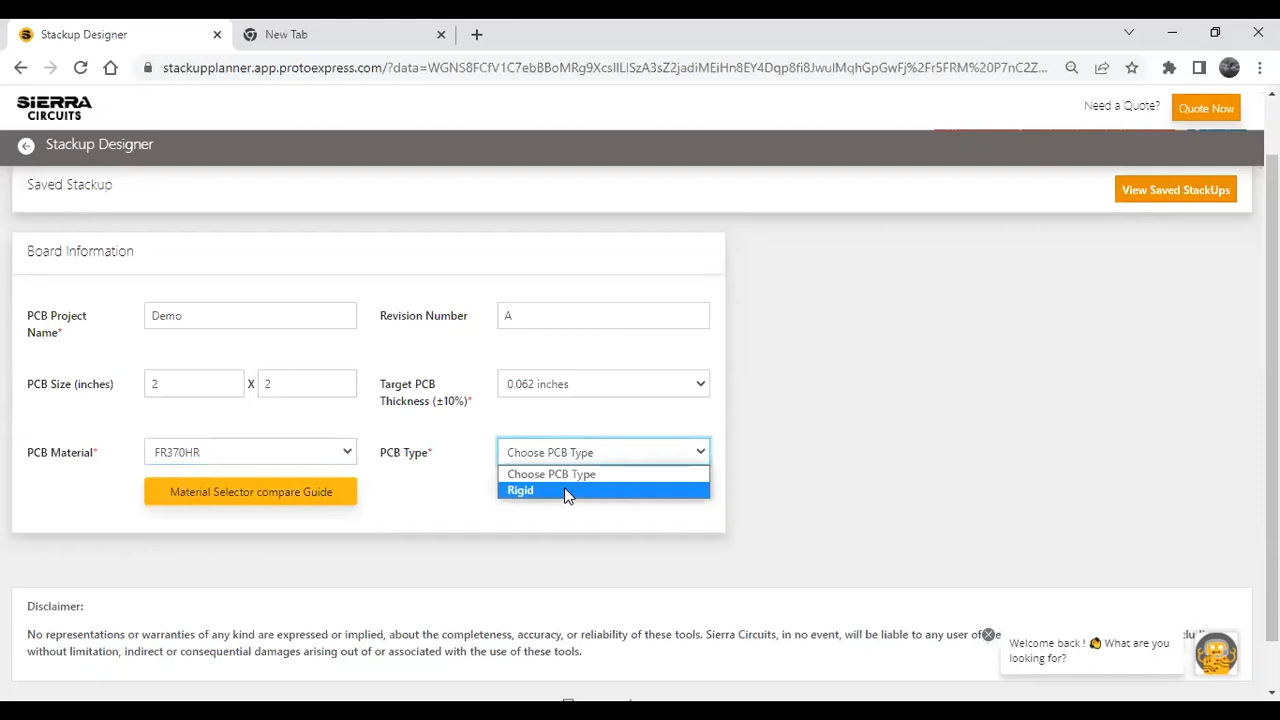 Stackup Designer
New Tab
stackupplanner.app.protoexpress.com/?data=WGNS8FCfV1C7ebBBoMRg9XcsIlLlSzA3sZ2jadiMEiHn8EY4Dqp8fi8JwulMqhGpGwFj%2Fr5FRM%20P7nC2Z...
SIERRA
CIRCUITS
Need a Quote?
Quote Now
Stackup Designer
Saved Stackup
View Saved StackUps
Board Information
PCB Project
Name*
Demo
Revision Number
A
PCB Size (inches)
2
X
2
Target PCB
Thickness (±10%)*
0.062 inches
PCB Material*
FR370HR
PCB Type*
Choose PCB Type
Choose PCB Type
Rigid
Material Selector compare Guide
Disclaimer:
No representations or warranties of any kind are expressed or implied, about the completeness, accuracy, or reliability of these tools. Sierra Circuits, in no event, will be liable to any user of
without limitation, indirect or consequential damages arising out of or associated with the use of these tools.
Welcome back ! 👋 What are you
looking for?